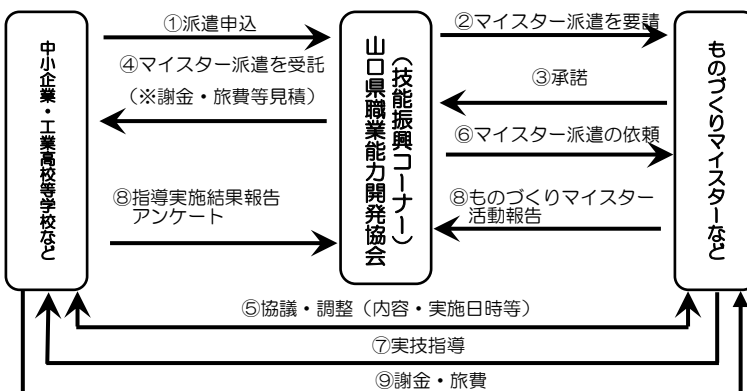 中小企業・工業高校等学校など
①派遣申込
④マイスター派遣を受託
（※謝金・旅費等見積）
⑧指導実施結果報告
アンケート
（技能振興コーナー）
山口県職業能力開発協会
②マイスター派遣を要請
③承諾
⑥マイスター派遣の依頼
⑧ものづくりマイスター
活動報告
ものづくりマイスターなど
⑤協議・調整（内容・実施日時等）
⑦実技指導
⑨謝金・旅費